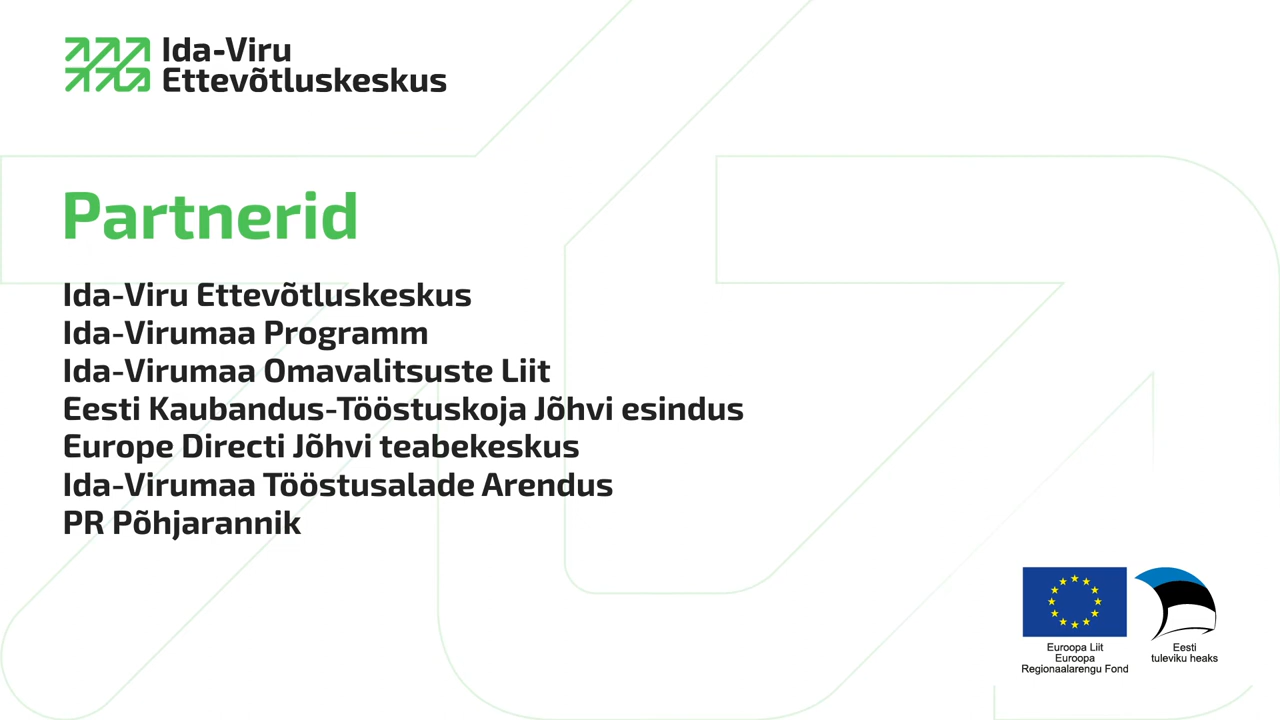 Ida-Viru
Ettevõtluskeskus
Partnerid
Ida-Viru Ettevõtluskeskus
Ida-Virumaa Programm
Ida-Virumaa Omavalitsuste Liit
Eesti Kaubandus-Tööstuskoja Jõhvi esindus
Europe Directi Jõhvi teabekeskus
Ida-Virumaa Tööstusalade Arendus
PR Põhjarannik
Euroopa Liit
Euroopa
Regionaalarengu Fond
Eesti
tuleviku heaks